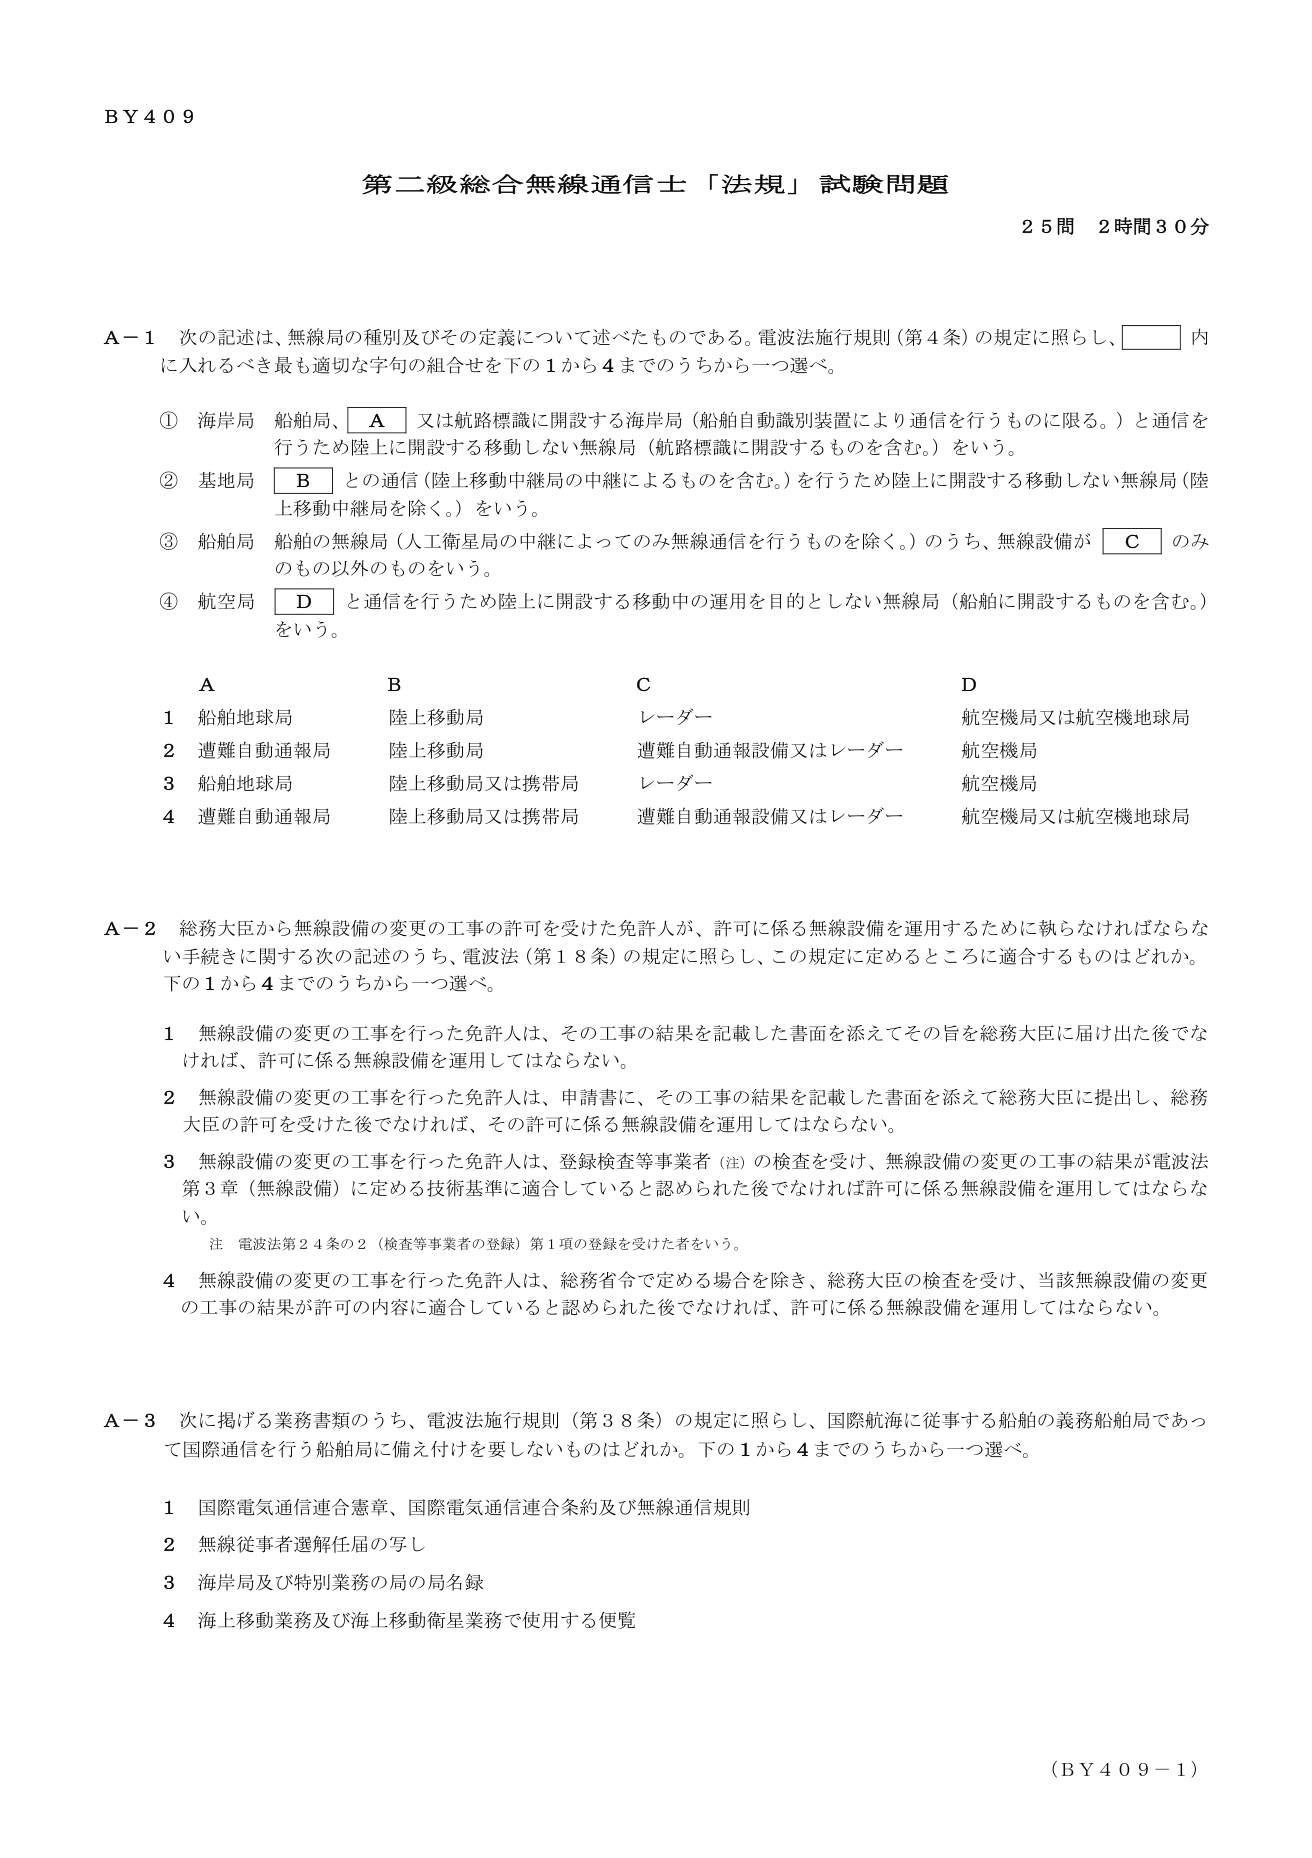 ＢＹ４０９
第二級総合無線通信士「法規」試験問題
２５問　２時間３０分
Ａ－１　次の記述は、無線局の種別及びその定義について述べたものである。電波法施行規則（第４条）の規定に照らし、　　　内
に入れるべき最も適切な字句の組合せを下の１から４までのうちから一つ選べ。
①　海岸局　船舶局、　Ａ　又は航路標識に開設する海岸局（船舶自動識別装置により通信を行うものに限る。）と通信を
行うため陸上に開設する移動しない無線局（航路標識に開設するものを含む。）をいう。
②　基地局　　Ｂ　との通信（陸上移動中継局の中継によるものを含む。）を行うため陸上に開設する移動しない無線局（陸
上移動中継局を除く。）をいう。
③　船舶局　船舶の無線局（人工衛星局の中継によってのみ無線通信を行うものを除く。）のうち、無線設備が　Ｃ　のみ
のもの以外のものをいう。
④　航空局　　Ｄ　と通信を行うため陸上に開設する移動中の運用を目的としない無線局（船舶に開設するものを含む。）
をいう。
Ａ　Ｂ　Ｃ　Ｄ
１　船舶地球局　陸上移動局　レーダー　航空機局又は航空機地球局
２　遭難自動通報局　陸上移動局　遭難自動通報設備又はレーダー　航空機局
３　船舶地球局　陸上移動局又は携帯局　レーダー　航空機局
４　遭難自動通報局　陸上移動局又は携帯局　遭難自動通報設備又はレーダー　航空機局又は航空機地球局
Ａ－２　総務大臣から無線設備の変更の工事の許可を受けた免許人が、許可に係る無線設備を運用するために執らなければならな
い手続きに関する次の記述のうち、電波法（第１８条）の規定に照らし、この規定に定めるところに適合するものはどれか。
下の１から４までのうちから一つ選べ。
１　無線設備の変更の工事を行った免許人は、その工事の結果を記載した書面を添えてその旨を総務大臣に届け出た後でな
ければ、許可に係る無線設備を運用してはならない。
２　無線設備の変更の工事を行った免許人は、申請書に、その工事の結果を記載した書面を添えて総務大臣に提出し、総務
大臣の許可を受けた後でなければ、その許可に係る無線設備を運用してはならない。
３　無線設備の変更の工事を行った免許人は、登録検査等事業者（注）の検査を受け、無線設備の変更の工事の結果が電波法
第３章（無線設備）に定める技術基準に適合していると認められた後でなければ許可に係る無線設備を運用してはならな
い。
注　電波法第２４条の２（検査等事業者の登録）第１項の登録を受けた者をいう。
４　無線設備の変更の工事を行った免許人は、総務省令で定める場合を除き、総務大臣の検査を受け、当該無線設備の変更
の工事の結果が許可の内容に適合していると認められた後でなければ、許可に係る無線設備を運用してはならない。
Ａ－３　次に掲げる業務書類のうち、電波法施行規則（第３８条）の規定に照らし、国際航海に従事する船舶の義務船舶局であっ
て国際通信を行う船舶局に備え付けを要しないものはどれか。下の１から４までのうちから一つ選べ。
１　国際電気通信連合憲章、国際電気通信連合条約及び無線通信規則
２　無線従事者選解任届の写し
３　海岸局及び特別業務の局の局名録
４　海上移動業務及び海上移動衛星業務で使用する便覧
（ＢＹ４０９－１）